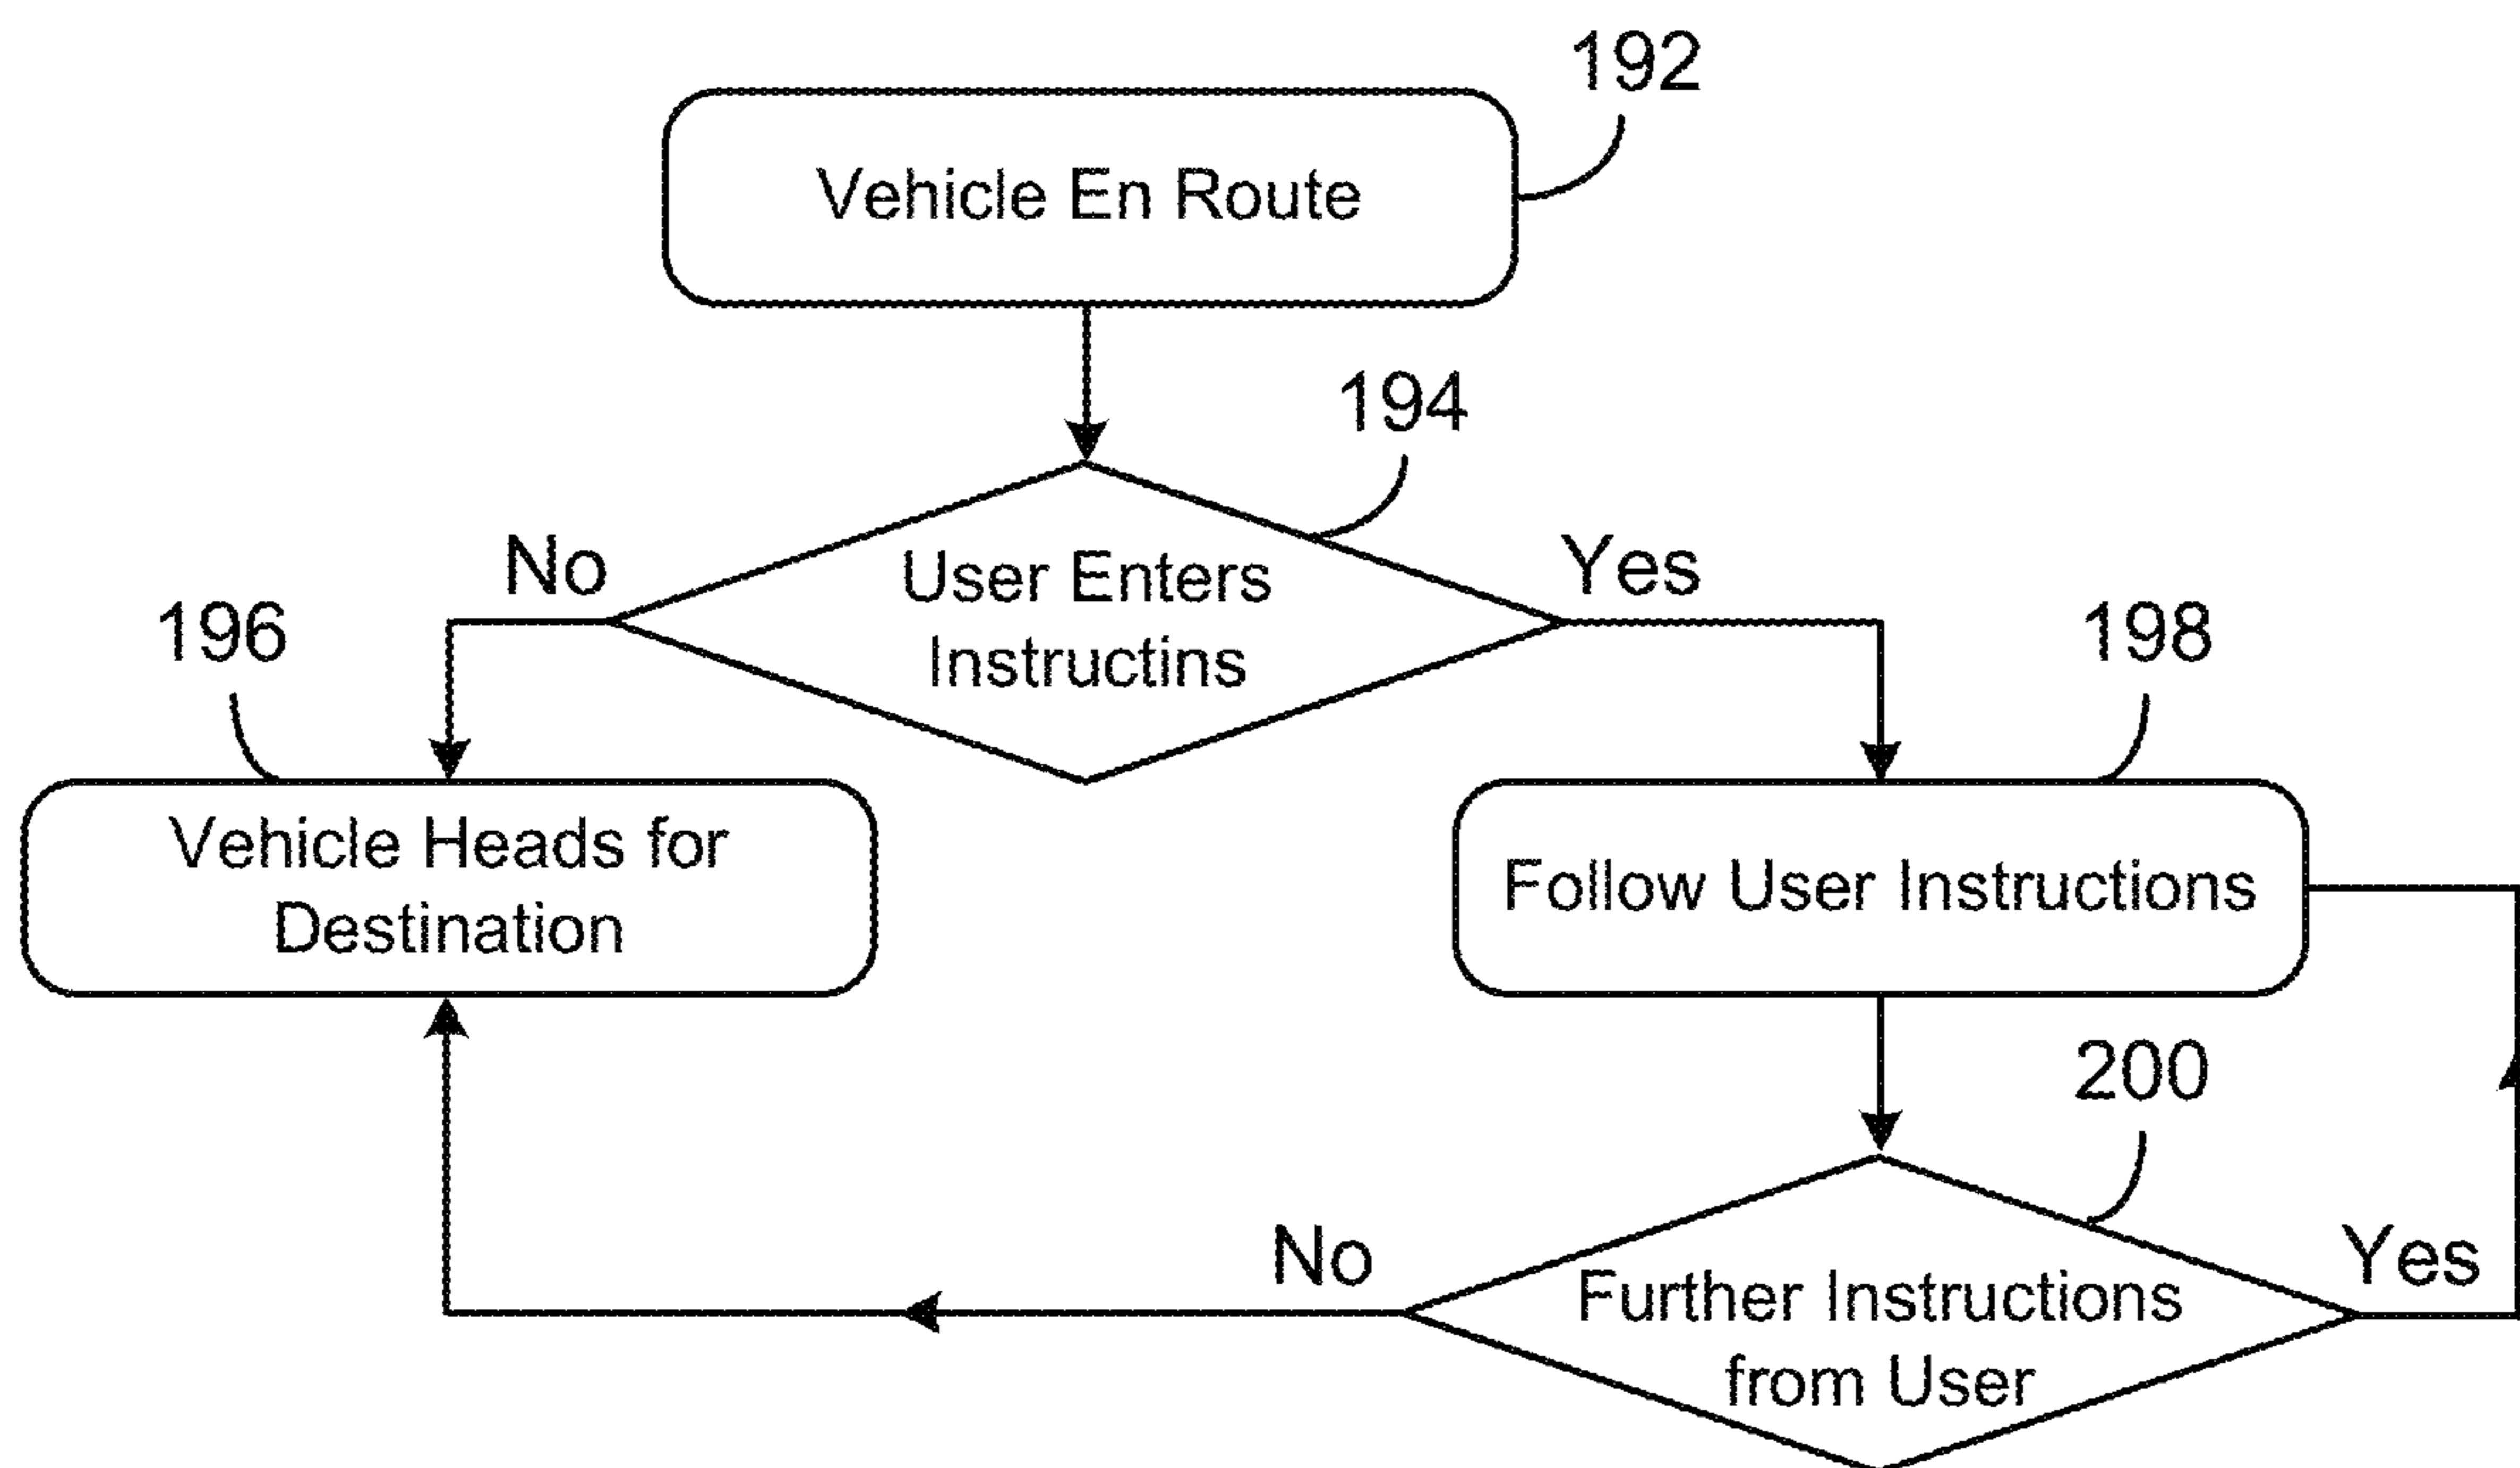 192
Vehicle En Route
194
No
User Enters
Instructins
Yes
196
198
Vehicle Heads for
Destination
Follow User Instructions
200
No
Further Instructions
from User
Yes